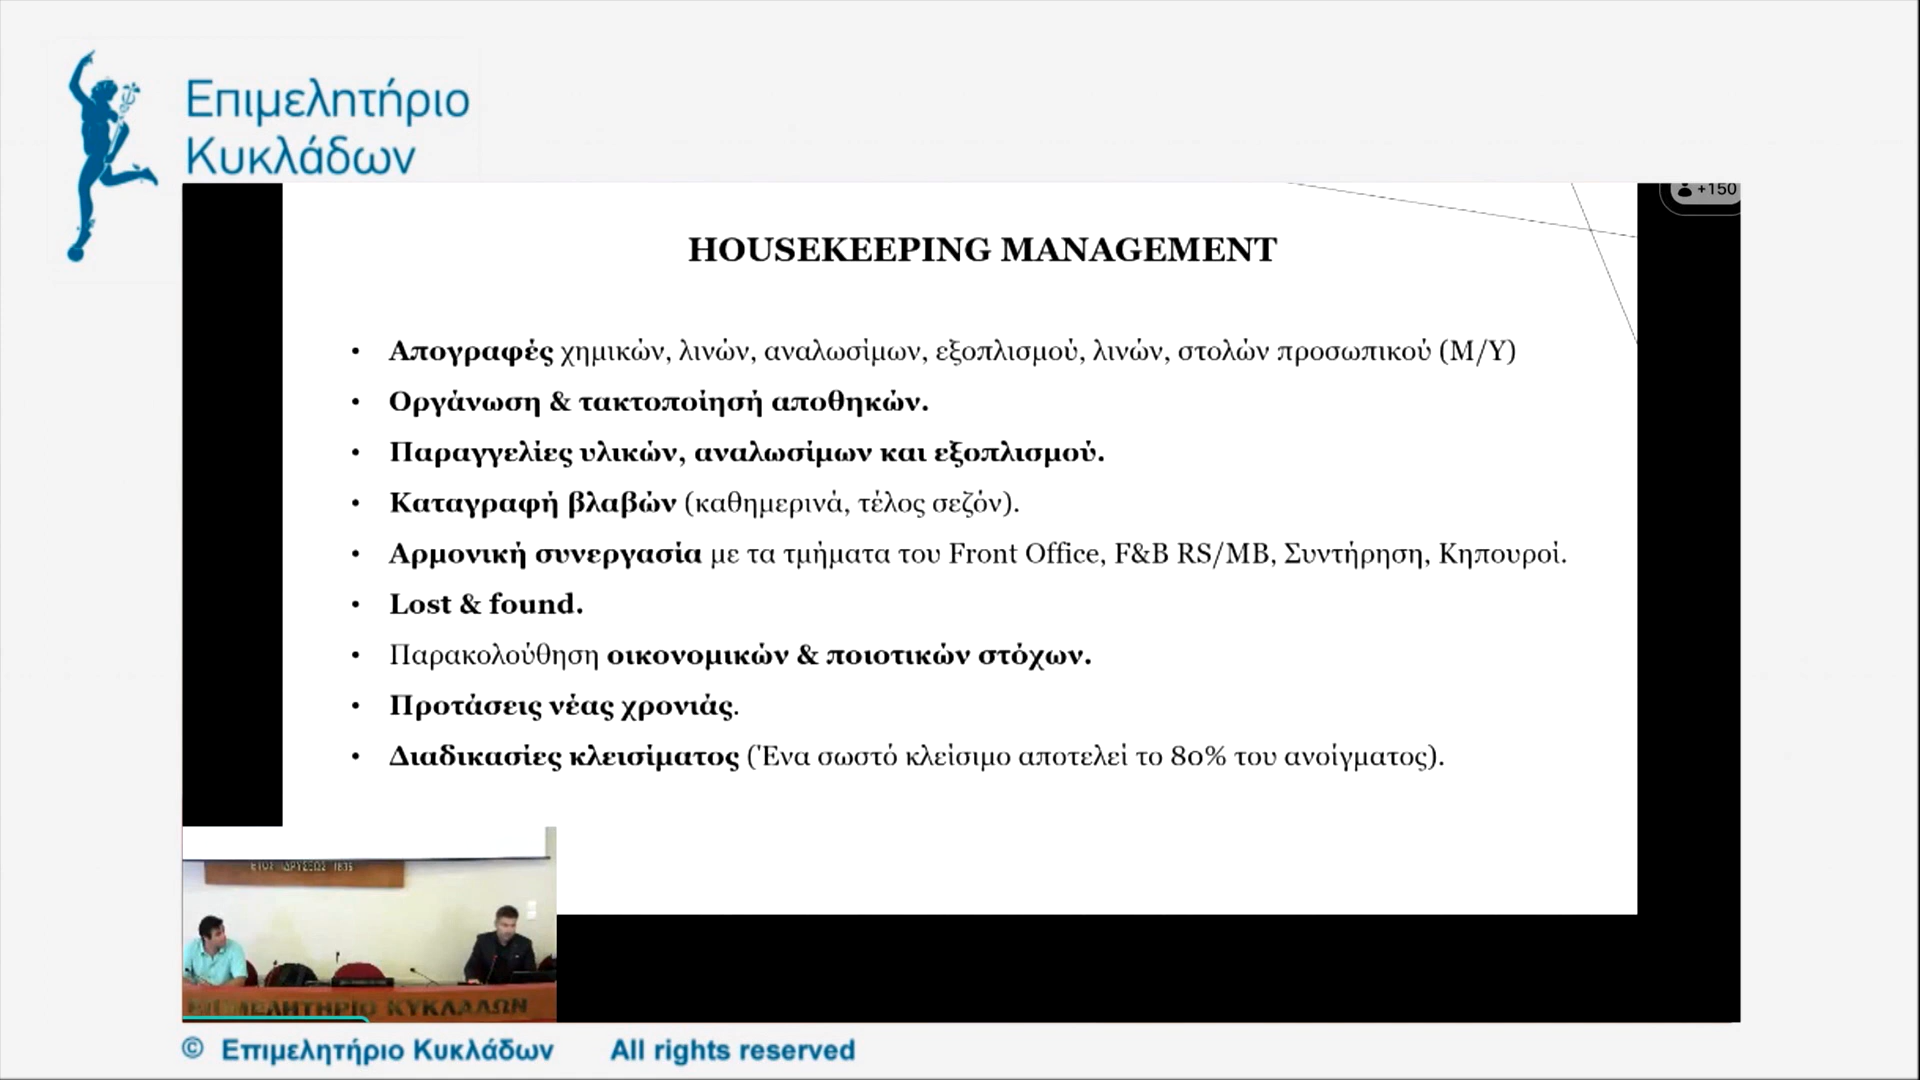 Επιμελητήριο
Κυκλάδων
+150
HOUSEKEEPING MANAGEMENT
• Απογραφές χημικών, λινών, αναλωσίμων, εξοπλισμού, λινών, στολών προσωπικού (Μ/Υ)
• Οργάνωση & τακτοποίησή αποθηκών.
• Παραγγελίες υλικών, αναλωσίμων και εξοπλισμού.
• Καταγραφή βλαβών (καθημερινά, τέλος σεζόν).
• Αρμονική συνεργασία με τα τμήματα του Front Office, F&B RS/MB, Συντήρηση, Κηπουροί.
• Lost & found.
• Παρακολούθηση οικονομικών & ποιοτικών στόχων.
• Προτάσεις νέας χρονιάς.
• Διαδικασίες κλεισίματος (Ένα σωστό κλείσιμο αποτελεί το 80% του ανοίγματος).
ΕΤΟΣ ΙΔΡΥΣΕΩΣ 1836
ΕΠΙΜΕΛΗΤΗΡΙΟ ΚΥΚΛΑΔΩΝ
© Επιμελητήριο Κυκλάδων All rights reserved